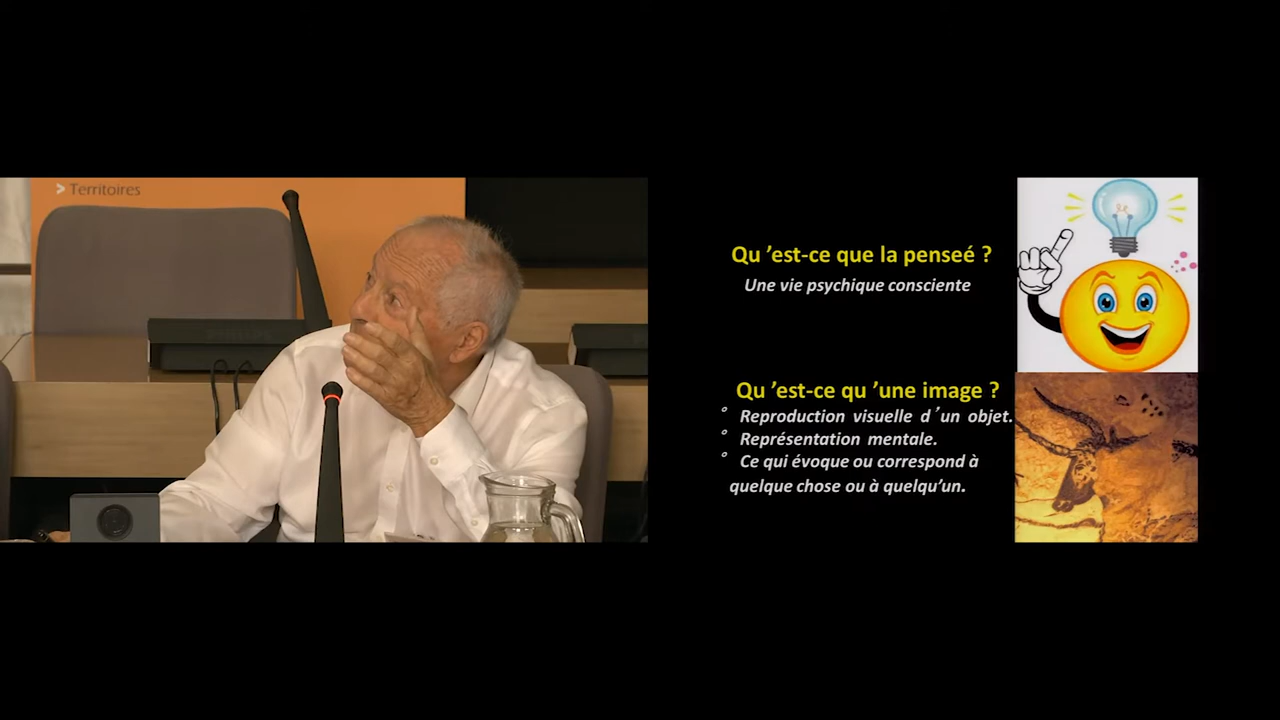 > Territoires
Qu ’est-ce que la penseé ?
Une vie psychique consciente
Qu ’est-ce qu ’une image ?
° Reproduction visuelle d ’un objet.
° Représentation mentale.
° Ce qui évoque ou correspond à
quelque chose ou à quelqu’un.